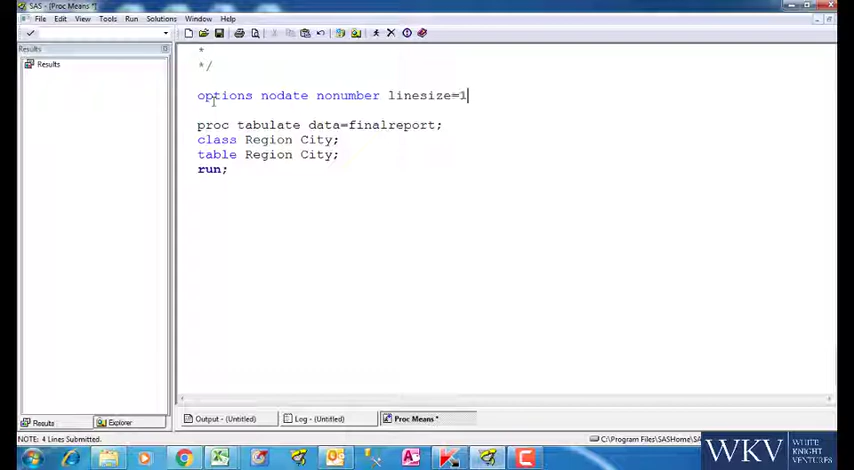 SAS - [Proc Means *]
File Edit View Tools Run Solutions Window Help
Results
Results
*
*/
options nodate nonumber linesize=1
proc tabulate data=finalreport;
class Region City;
table Region City;
run;
Results Explorer
Output - (Untitled) Log - (Untitled) Proc Means *
NOTE: 4 Lines Submitted.
C:\Program Files\SASHome\SAS
WKV
WHITE
KNIGHT
VENTURES